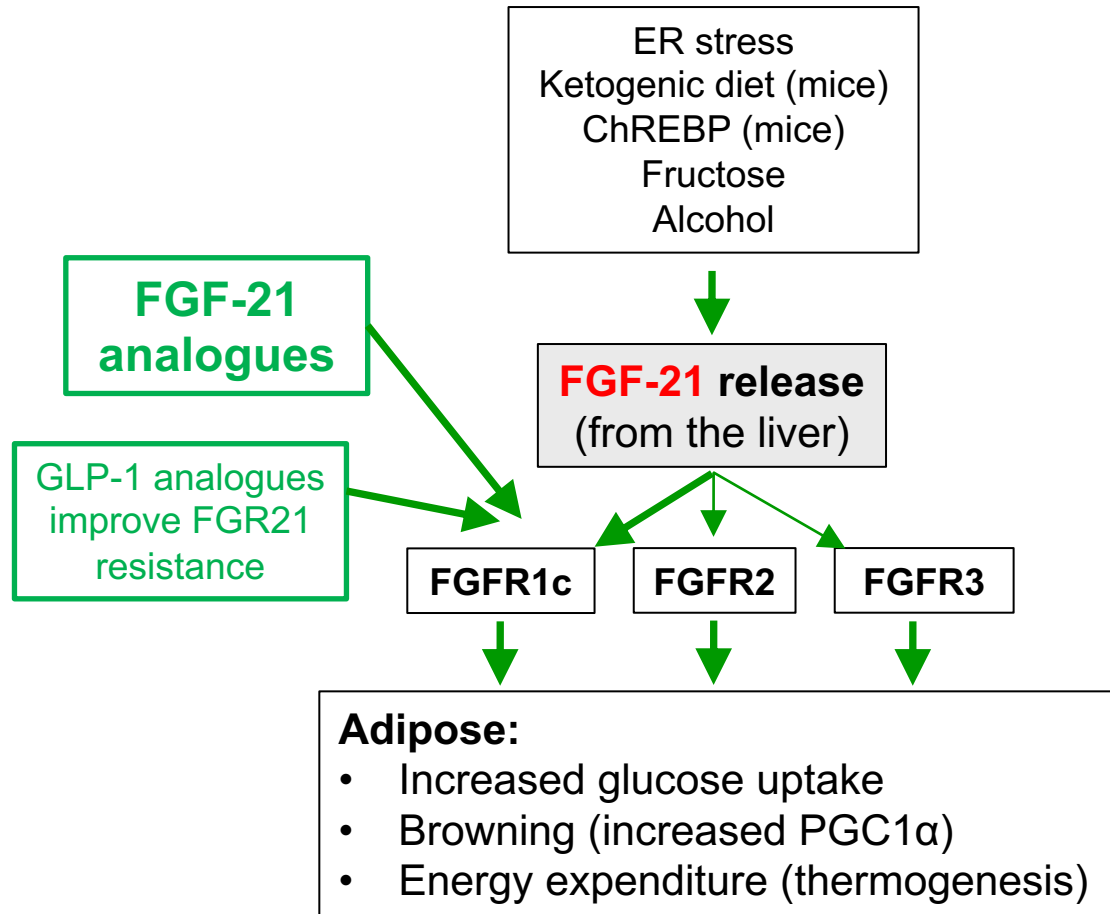 ER stress
Ketogenic diet (mice)
ChREBP (mice)
Fructose
Alcohol
FGF-21
analogues
FGF-21 release
(from the liver)
GLP-1 analogues
improve FGR21
resistance
FGFR1c
FGFR2
FGFR3
Adipose:
• Increased glucose uptake
• Browning (increased PGC1α)
• Energy expenditure (thermogenesis)